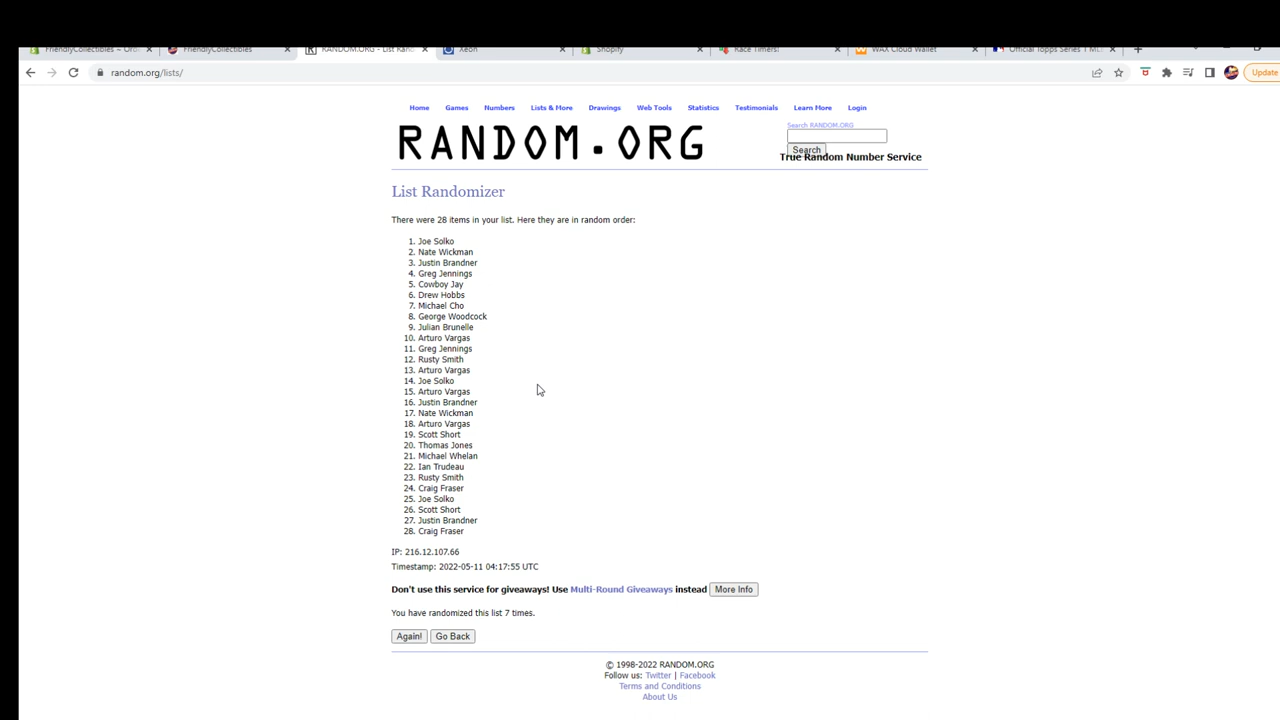 FriendlyCollectibles ~ Orb
FriendlyCollectibles
RANDOM.ORG - List Ran
Xeon
Shopify
Race Timers!
WAX Cloud Wallet
Official Topps Series 1 ML
random.org/lists/
Update
Home Games Numbers Lists & More Drawings Web Tools Statistics Testimonials Learn More Login
Search RANDOM.ORG
RANDOM.ORG
Search
True Random Number Service
List Randomizer
There were 28 items in your list. Here they are in random order:
1. Joe Solko
2. Nate Wickman
3. Justin Brandner
4. Greg Jennings
5. Cowboy Jay
6. Drew Hobbs
7. Michael Cho
8. George Woodcock
9. Julian Brunelle
10. Arturo Vargas
11. Greg Jennings
12. Rusty Smith
13. Arturo Vargas
14. Joe Solko
15. Arturo Vargas
16. Justin Brandner
17. Nate Wickman
18. Arturo Vargas
19. Scott Short
20. Thomas Jones
21. Michael Whelan
22. Ian Trudeau
23. Rusty Smith
24. Craig Fraser
25. Joe Solko
26. Scott Short
27. Justin Brandner
28. Craig Fraser
IP: 216.12.107.66
Timestamp: 2022-05-11 04:17:55 UTC
Don't use this service for giveaways! Use Multi-Round Giveaways instead More Info
You have randomized this list 7 times.
Again! Go Back
© 1998-2022 RANDOM.ORG
Follow us: Twitter | Facebook
Terms and Conditions
About Us